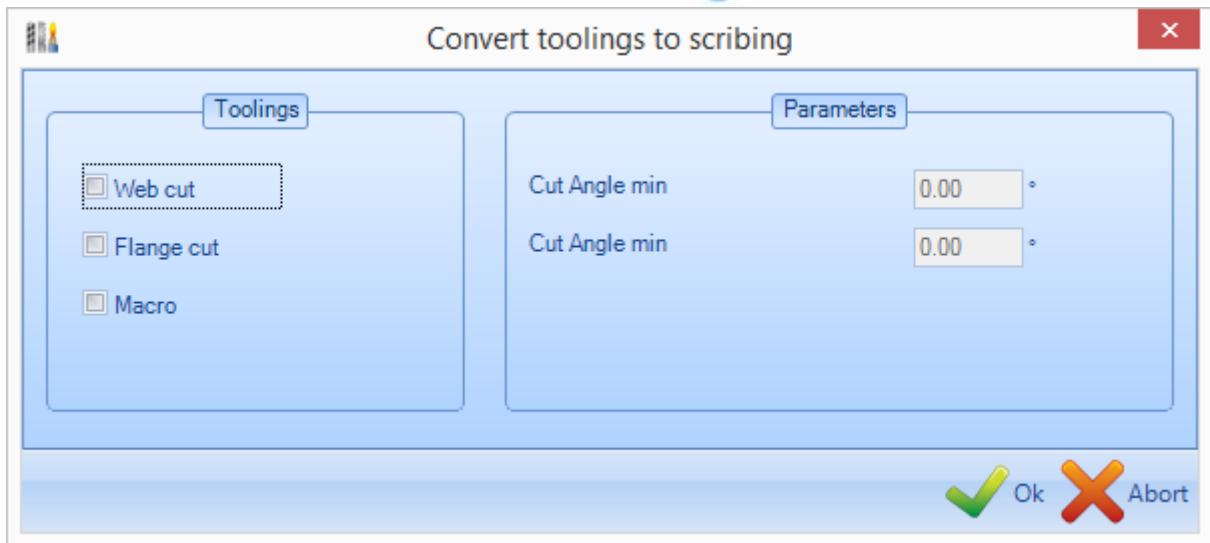 Convert toolings to scribing
Toolings
Web cut
Flange cut
Macro
Parameters
Cut Angle min 0.00 °
Cut Angle min 0.00 °
Ok Abort